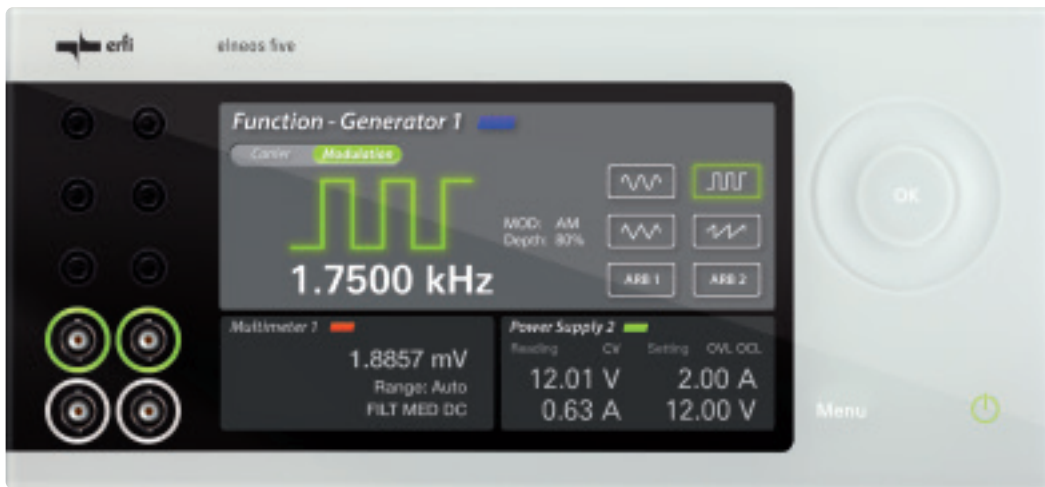 erfi
elneos five
Function - Generator 1
Carrier Modulation
MOD: AM
Depth: 80%
1.7500 kHz
ARB 1 ARB 2
OK
Multimeter 1
1.8857 mV
Range: Auto
FILT MED DC
Power Supply 2
Reading CV Setting OVL OCL
12.01 V 2.00 A
0.63 A 12.00 V
Menu